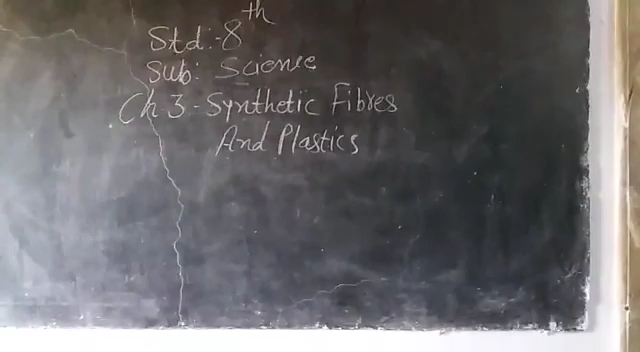 Std:-8th
Sub: Science
Ch 3-Synthetic Fibres
And Plastics